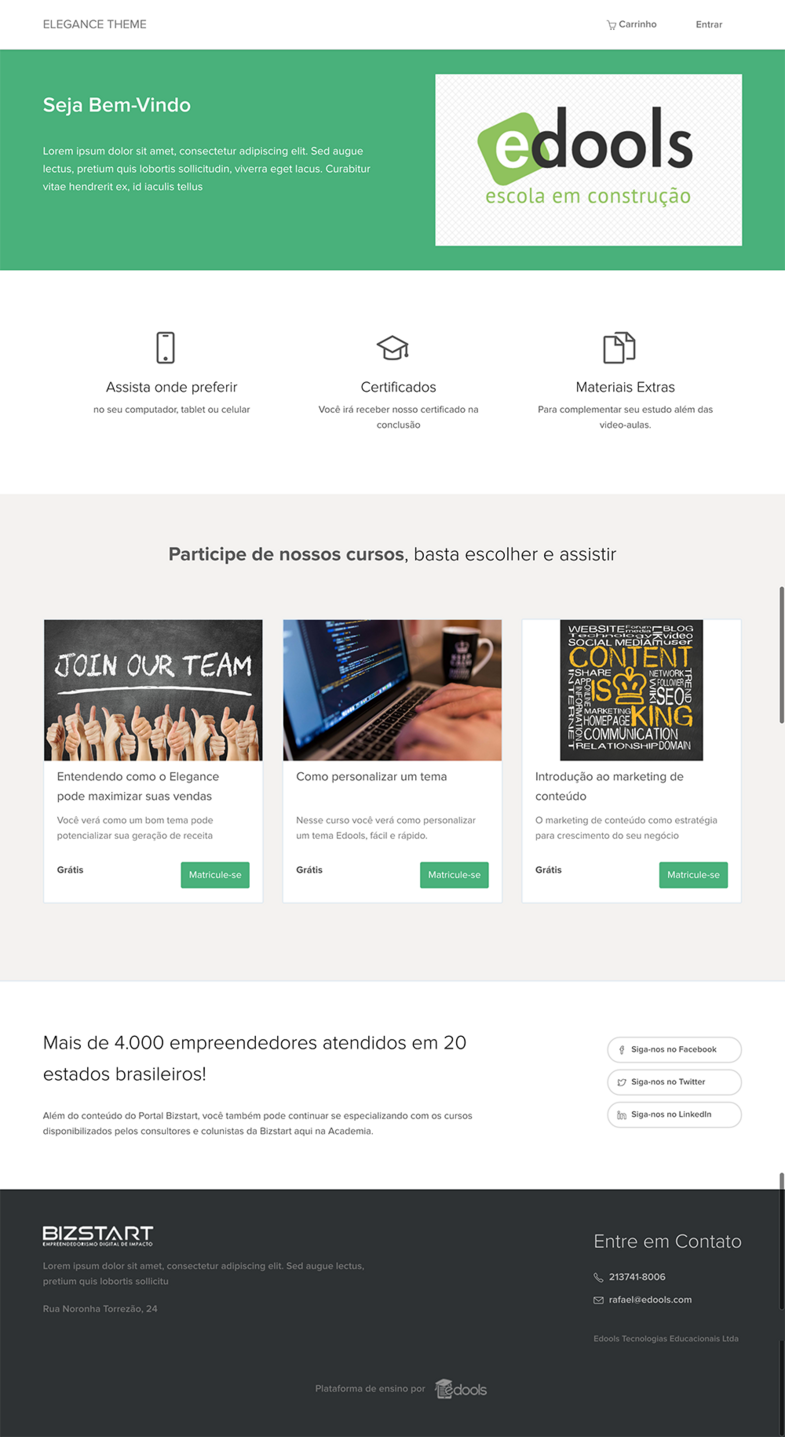 ELEGANCE THEME
Carrinho
Entrar
Seja Bem-Vindo
Lorem ipsum dolor sit amet, consectetur adipiscing elit. Sed augue
lectus, pretium quis lobortis sollicitudin, viverra eget lacus. Curabitur
vitae hendrerit ex, id iaculis tellus
edools
escola em construção
Assista onde preferir
no seu computador, tablet ou celular
Certificados
Você irá receber nosso certificado na
conclusão
Materiais Extras
Para complementar seu estudo além das
video-aulas.
Participe de nossos cursos, basta escolher e assistir
JOIN OUR TEAM
Entendendo como o Elegance
pode maximizar suas vendas
Você verá como um bom tema pode
potencializar sua geração de receita
Grátis
Matricule-se
Como personalizar um tema
Nesse curso você verá como personalizar
um tema Edools, fácil e rápido.
Grátis
Matricule-se
WEBSITE Forum media BLOG
Technology video
SOCIAL MEDIA user
CONTENT
SHARE NETWORK
APP FOLLOWER
IS
WIKI SEO TREND
ONLINE INFORMATION INTERNET
MARKETING KING
HOMEPAGE
COMMUNICATION
RELATIONSHIP DOMAIN
Introdução ao marketing de
conteúdo
O marketing de conteúdo como estratégia
para crescimento do seu negócio
Grátis
Matricule-se
Mais de 4.000 empreendedores atendidos em 20
estados brasileiros!
Além do conteúdo do Portal Bizstart, você também pode continuar se especializando com os cursos
disponibilizados pelos consultores e colunistas da Bizstart aqui na Academia.
Siga-nos no Facebook
Siga-nos no Twitter
Siga-nos no LinkedIn
BIZSTART
EMPREENDEDORISMO DIGITAL DE IMPACTO
Lorem ipsum dolor sit amet, consectetur adipiscing elit. Sed augue lectus,
pretium quis lobortis sollicitu
Rua Noronha Torrezão, 24
Entre em Contato
213741-8006
rafael@edools.com
Edools Tecnologias Educacionais Ltda
Plataforma de ensino por edools